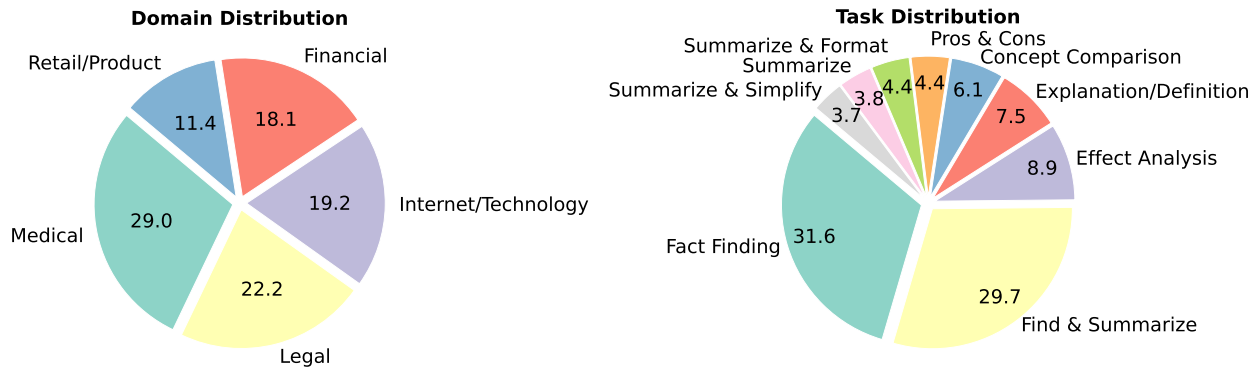 Domain Distribution
Retail/Product
Financial
11.4
18.1
Medical
29.0
19.2
Internet/Technology
22.2
Legal
Task Distribution
Pros & Cons
Summarize & Format
Concept Comparison
Summarize
Summarize & Simplify
Explanation/Definition
3.7
3.8
4.4
4.4
6.1
7.5
8.9
Effect Analysis
Fact Finding
31.6
29.7
Find & Summarize